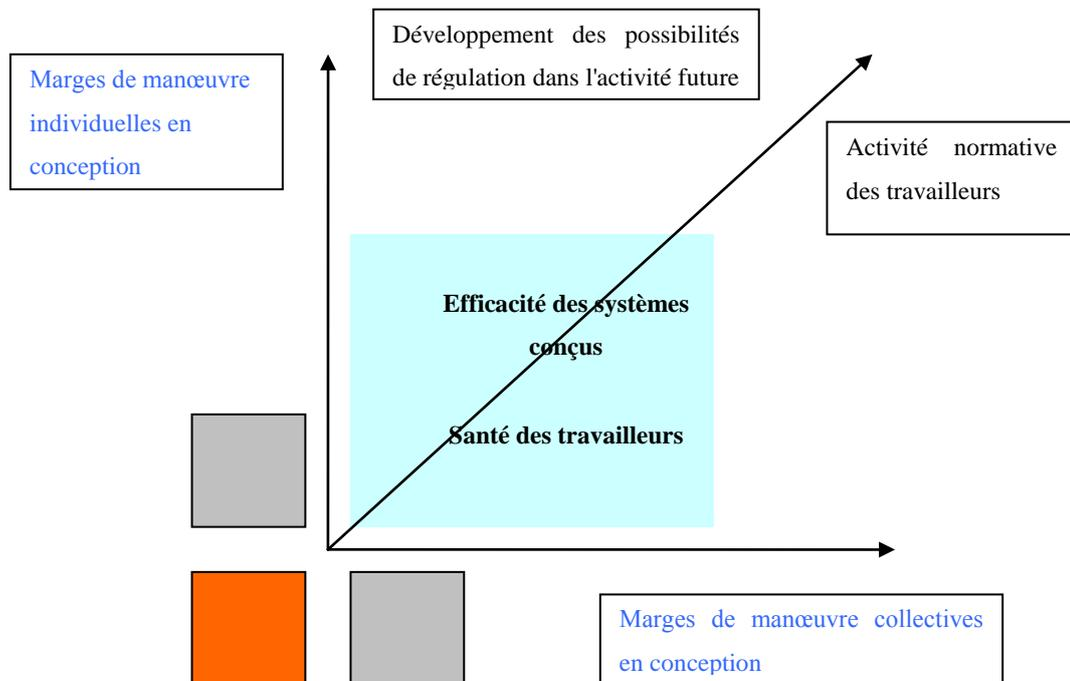 Développement des possibilités
de régulation dans l'activité future
Marges de manœuvre
individuelles en
conception
Activité normative
des travailleurs
Efficacité des systèmes
conçus
Santé des travailleurs
Marges de manœuvre collectives
en conception